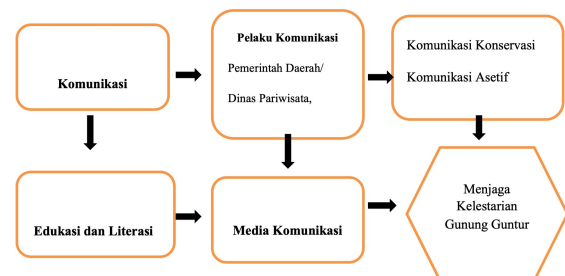 Komunikasi
Pelaku Komunikasi
Pemerintah Daerah/
Dinas Pariwisata,
Komunikasi Konservasi
Komunikasi Asetif
Edukasi dan Literasi
Media Komunikasi
Menjaga
Kelestarian
Gunung Guntur